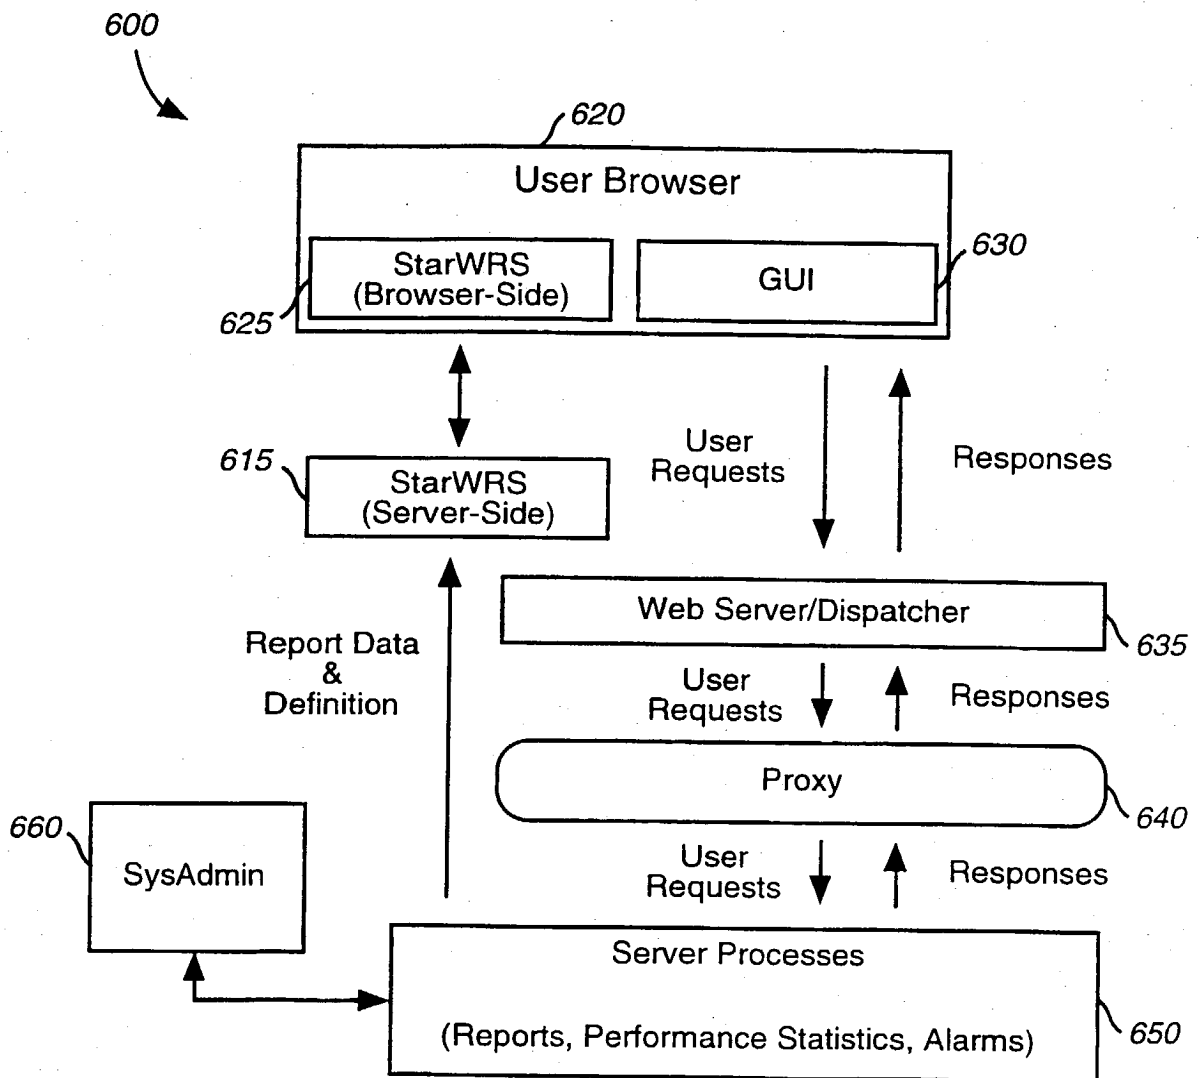 600
620
User Browser
StarWRS
(Browser-Side)
GUI
630
625
615
StarWRS
(Server-Side)
User
Requests
Responses
Web Server/Dispatcher
635
Report Data
&
Definition
User
Requests
Responses
Proxy
640
660
SysAdmin
User
Requests
Responses
Server Processes
(Reports, Performance Statistics, Alarms)
650